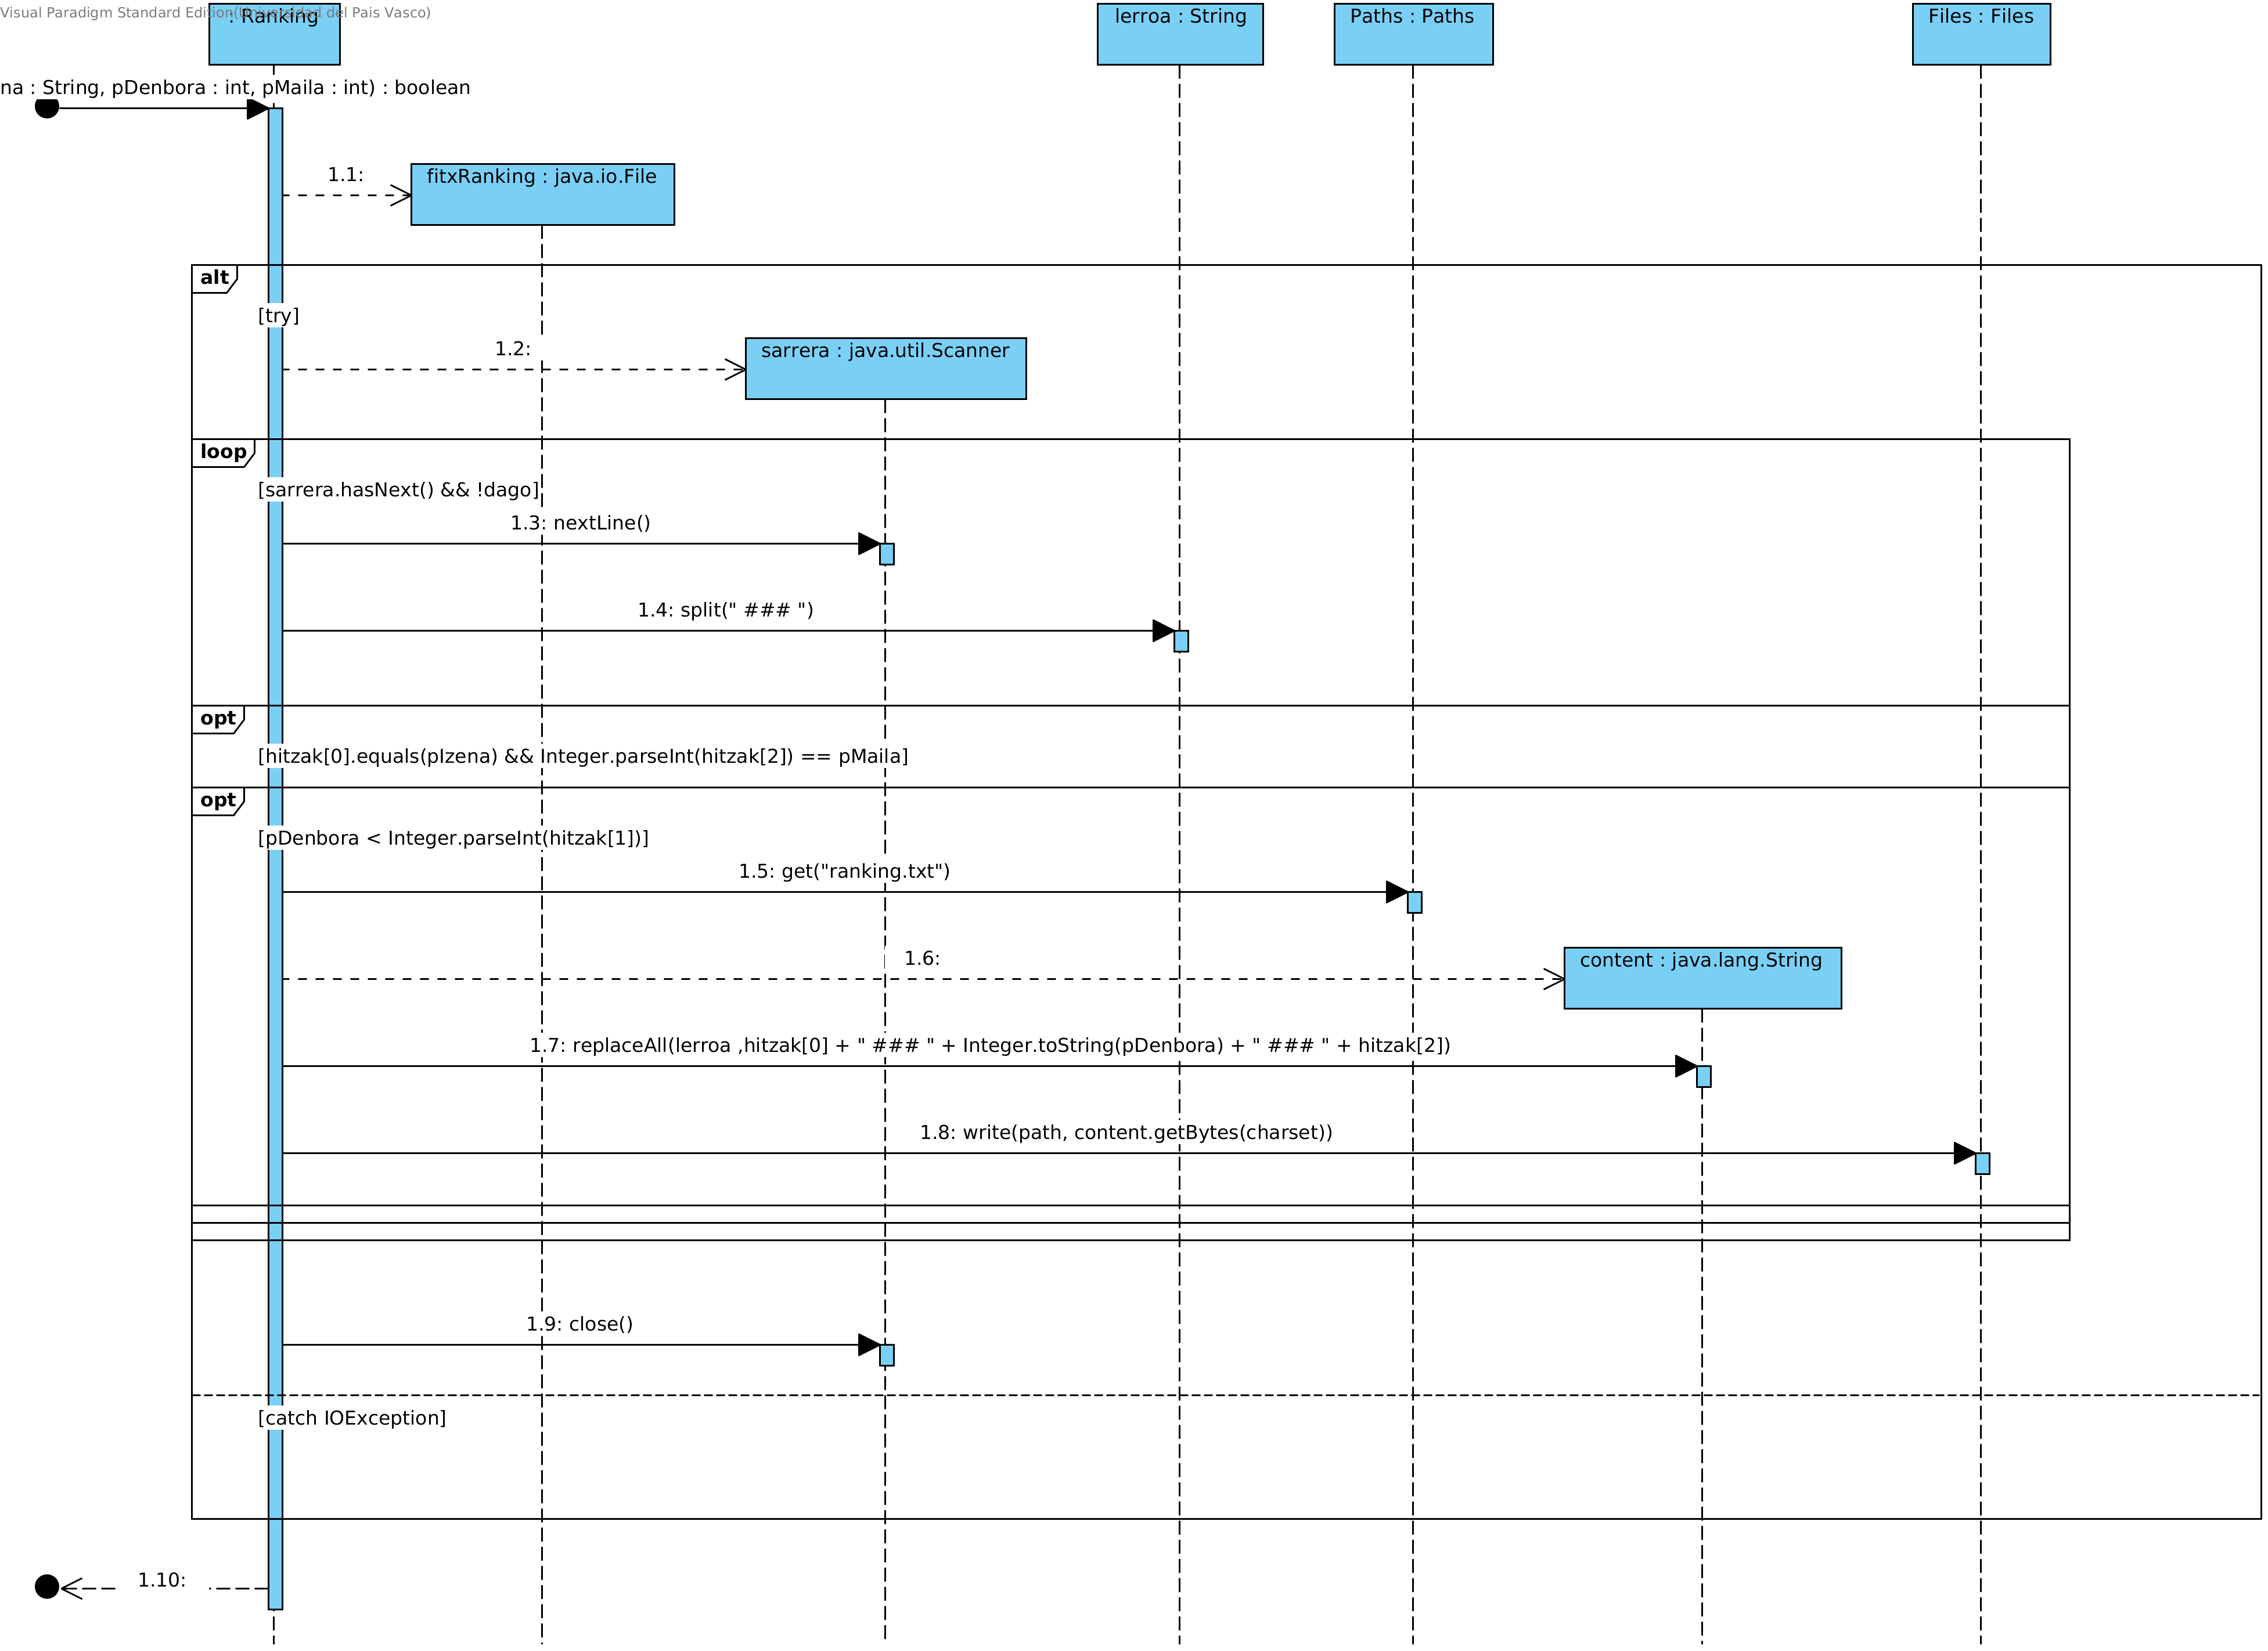 Visual Paradigm Standard Edition(Universidad del Pais Vasco)
: Ranking
lerroa : String
Paths : Paths
Files : Files
na : String, pDenbora : int, pMaila : int) : boolean
1.1:
fitxRanking : java.io.File
alt
[try]
1.2:
sarrera : java.util.Scanner
loop
[sarrera.hasNext() && !dago]
1.3: nextLine()
1.4: split(" ### ")
opt
[hitzak[0].equals(pIzena) && Integer.parseInt(hitzak[2]) == pMaila]
opt
[pDenbora < Integer.parseInt(hitzak[1])]
1.5: get("ranking.txt")
1.6:
content : java.lang.String
1.7: replaceAll(lerroa ,hitzak[0] + " ### " + Integer.toString(pDenbora) + " ### " + hitzak[2])
1.8: write(path, content.getBytes(charset))
1.9: close()
[catch IOException]
1.10: